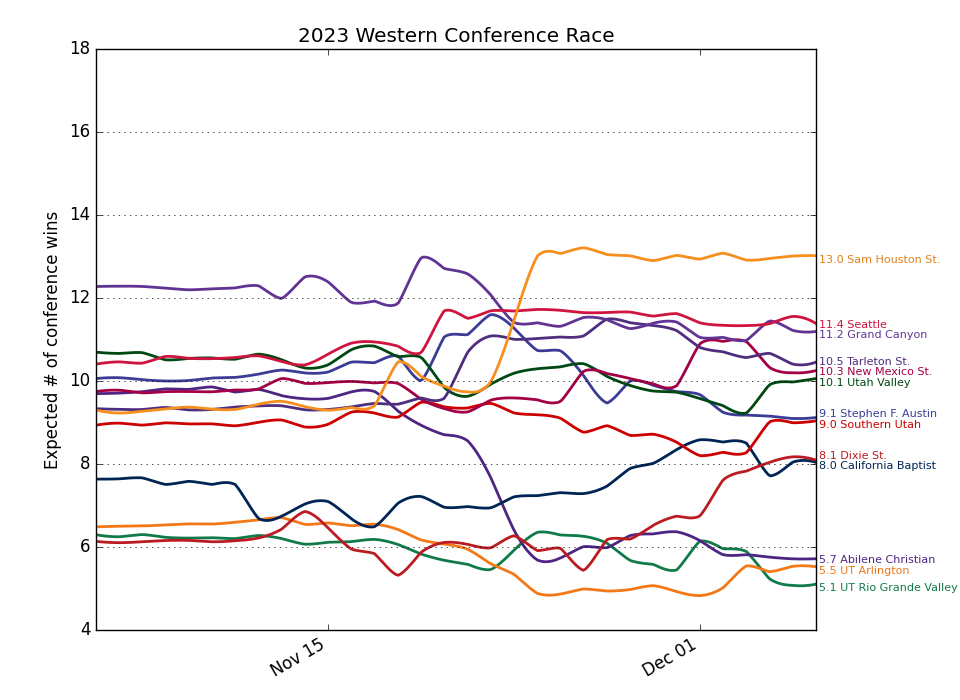 2023 Western Conference Race
Expected # of conference wins
18
16
14
12
10
8
6
4
Nov 15
Dec 01
13.0 Sam Houston St.
11.4 Seattle
11.2 Grand Canyon
10.5 Tarleton St.
10.3 New Mexico St.
10.1 Utah Valley
9.1 Stephen F. Austin
9.0 Southern Utah
8.1 Dixie St.
8.0 California Baptist
5.7 Abilene Christian
5.5 UT Arlington
5.1 UT Rio Grande Valley